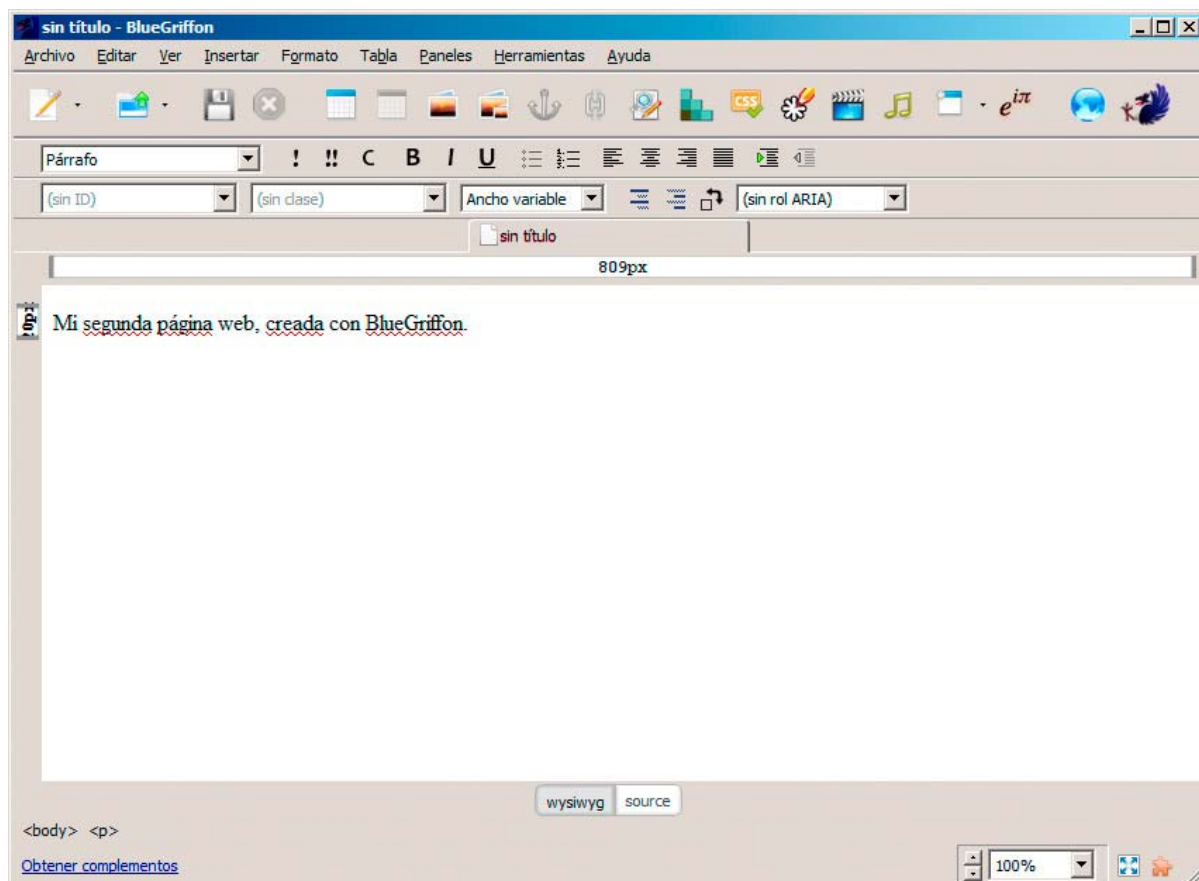 sin título - BlueGriffon
Archivo Editar Ver Insertar Formato Tabla Paneles Herramientas Ayuda
CSS eiπ
Párrafo ! !! C B I U
(sin ID) (sin clase) Ancho variable (sin rol ARIA)
sin título
809px
Mi segunda página web, creada con BlueGriffon.
wysiwyg source
<body> <p>
Obtener complementos 100%